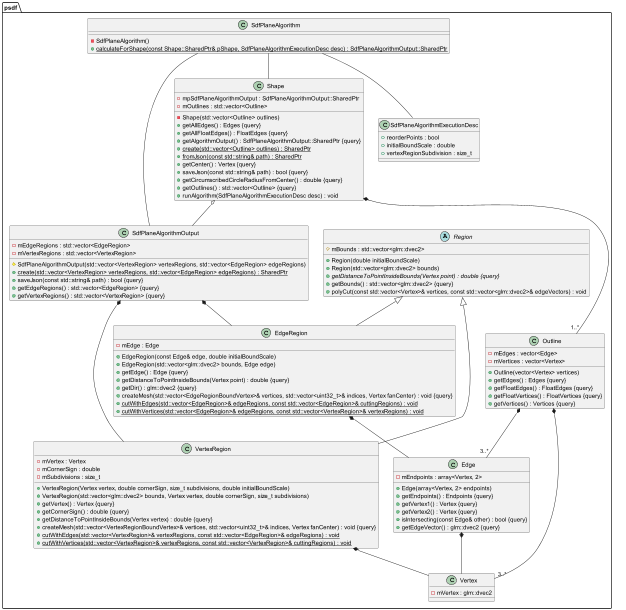 psdf
C SdfPlaneAlgorithm
SdfPlaneAlgorithm()
calculateForShape(const Shape::SharedPtr& pShape, SdfPlaneAlgorithmExecutionDesc desc) : SdfPlaneAlgorithmOutput::SharedPtr
C Shape
mpSdfPlaneAlgorithmOutput : SdfPlaneAlgorithmOutput::SharedPtr
mOutlines : std::vector<Outline>
Shape(std::vector<Outline> outlines)
getAllEdges() : Edges {query}
getAllFloatEdges() : FloatEdges {query}
getAlgorithmOutput() : SdfPlaneAlgorithmOutput::SharedPtr {query}
create(std::vector<Outline> outlines) : SharedPtr
fromJson(const std::string& path) : SharedPtr
getCenter() : Vertex {query}
saveJson(const std::string& path) : bool {query}
getCircumscribedCircleRadiusFromCenter() : double {query}
getOutlines() : std::vector<Outline> {query}
runAlgorithm(SdfPlaneAlgorithmExecutionDesc desc) : void
C SdfPlaneAlgorithmExecutionDesc
reorderPoints : bool
initialBoundScale : double
vertexRegionSubdivision : size_t
C SdfPlaneAlgorithmOutput
mEdgeRegions : std::vector<EdgeRegion>
mVertexRegions : std::vector<VertexRegion>
SdfPlaneAlgorithmOutput(std::vector<VertexRegion> vertexRegions, std::vector<EdgeRegion> edgeRegions)
create(std::vector<VertexRegion> vertexRegions, std::vector<EdgeRegion> edgeRegions) : SharedPtr
saveJson(const std::string& path) : bool {query}
getEdgeRegions() : std::vector<EdgeRegion> {query}
getVertexRegions() : std::vector<VertexRegion> {query}
A Region
mBounds : std::vector<glm::dvec2>
Region(double initialBoundScale)
Region(std::vector<glm::dvec2> bounds)
getDistanceToPointInsideBounds(Vertex point) : double {query}
getBounds() : std::vector<glm::dvec2> {query}
polyCut(const std::vector<Vertex>& vertices, const std::vector<glm::dvec2>& edgeVectors) : void
1..*
C EdgeRegion
mEdge : Edge
EdgeRegion(const Edge& edge, double initialBoundScale)
EdgeRegion(std::vector<glm::dvec2> bounds, Edge edge)
getEdge() : Edge {query}
getDistanceToPointInsideBounds(Vertex point) : double {query}
getDir() : glm::dvec2 {query}
createMesh(std::vector<EdgeRegionBoundVertex>& vertices, std::vector<uint32_t>& indices, Vertex fanCenter) : void {query}
cutWithEdges(std::vector<EdgeRegion>& edgeRegions, const std::vector<EdgeRegion>& cuttingRegions) : void
cutWithVertices(std::vector<EdgeRegion>& edgeRegions, const std::vector<VertexRegion>& vertexRegions) : void
C Outline
mEdges : std::vector<Edge>
mVertices : std::vector<Vertex>
Outline(std::vector<Vertex> vertices)
getEdges() : Edges {query}
getFloatEdges() : FloatEdges {query}
getFloatVertices() : FloatVertices {query}
getVertices() : Vertices {query}
C VertexRegion
mVertex : Vertex
mCornerSign : double
mSubdivisions : size_t
VertexRegion(Vertex vertex, double cornerSign, size_t subdivisions, double initialBoundScale)
VertexRegion(std::vector<glm::dvec2> bounds, Vertex vertex, double cornerSign, size_t subdivisions)
getVertex() : Vertex {query}
getCornerSign() : double {query}
getDistanceToPointInsideBounds(Vertex vertex) : double {query}
createMesh(std::vector<VertexRegionBoundVertex>& vertices, std::vector<uint32_t>& indices, Vertex fanCenter) : void {query}
cutWithEdges(std::vector<VertexRegion>& vertexRegions, const std::vector<EdgeRegion>& edgeRegions) : void
cutWithVertices(std::vector<VertexRegion>& vertexRegions, const std::vector<VertexRegion>& cuttingRegions) : void
3..*
C Edge
mEndpoints : array<Vertex, 2>
Edge(array<Vertex, 2> endpoints)
getEndpoints() : Endpoints {query}
getVertex1() : Vertex {query}
getVertex2() : Vertex {query}
isIntersecting(const Edge& other) : bool {query}
getEdgeVector() : glm::dvec2 {query}
3..*
C Vertex
mVertex : glm::dvec2